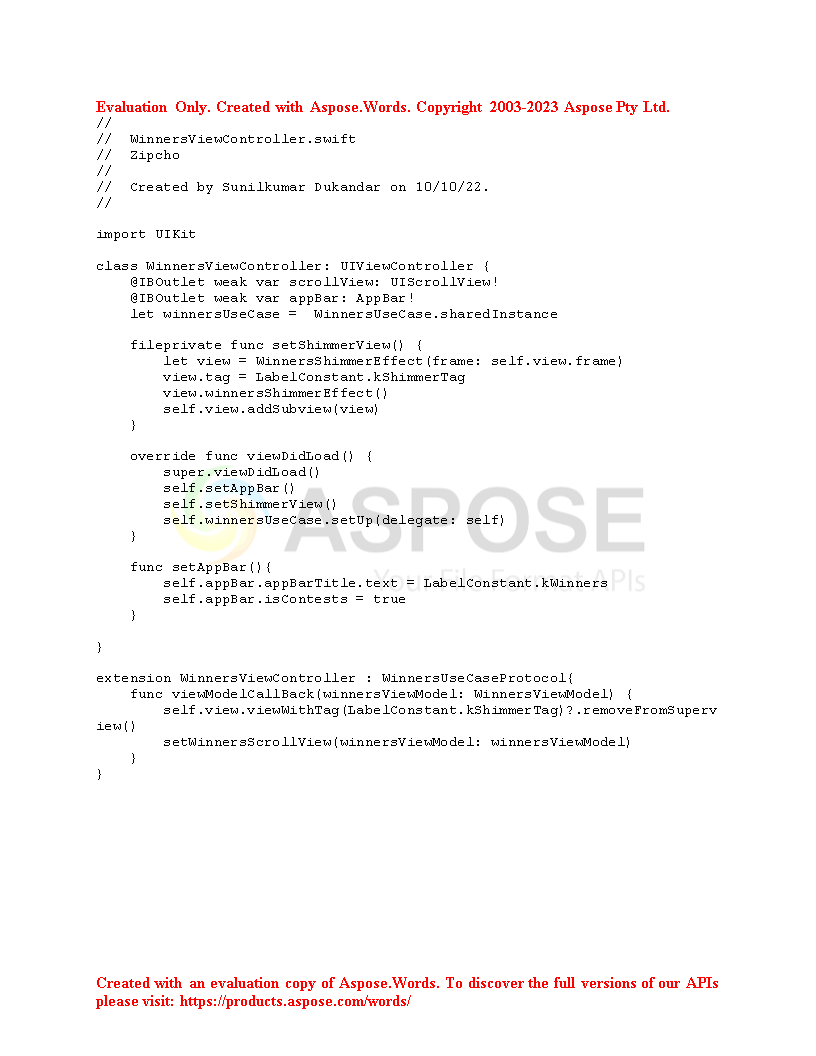 Evaluation Only. Created with Aspose.Words. Copyright 2003-2023 Aspose Pty Ltd.
//
//  WinnersViewController.swift
//  Zipcho
//
//  Created by Sunilkumar Dukandar on 10/10/22.
//
import UIKit
class WinnersViewController: UIViewController {
    @IBOutlet weak var scrollView: UIScrollView!
    @IBOutlet weak var appBar: AppBar!
    let winnersUseCase =  WinnersUseCase.sharedInstance
    fileprivate func setShimmerView() {
        let view = WinnersShimmerEffect(frame: self.view.frame)
        view.tag = LabelConstant.kShimmerTag
        view.winnersShimmerEffect()
        self.view.addSubview(view)
    }
    override func viewDidLoad() {
        super.viewDidLoad()
        self.setAppBar()
        self.setShimmerView()
        self.winnersUseCase.setUp(delegate: self)
    }
ASPOSE
    func setAppBar(){
        self.appBar.appBarTitle.text = LabelConstant.kWinners
Your File Format APIs
        self.appBar.isContests = true
    }
}
extension WinnersViewController : WinnersUseCaseProtocol{
    func viewModelCallBack(winnersViewModel: WinnersViewModel) {
        self.view.viewWithTag(LabelConstant.kShimmerTag)?.removeFromSuperv
iew()
        setWinnersScrollView(winnersViewModel: winnersViewModel)
    }
}
Created with an evaluation copy of Aspose.Words. To discover the full versions of our APIs
please visit: https://products.aspose.com/words/